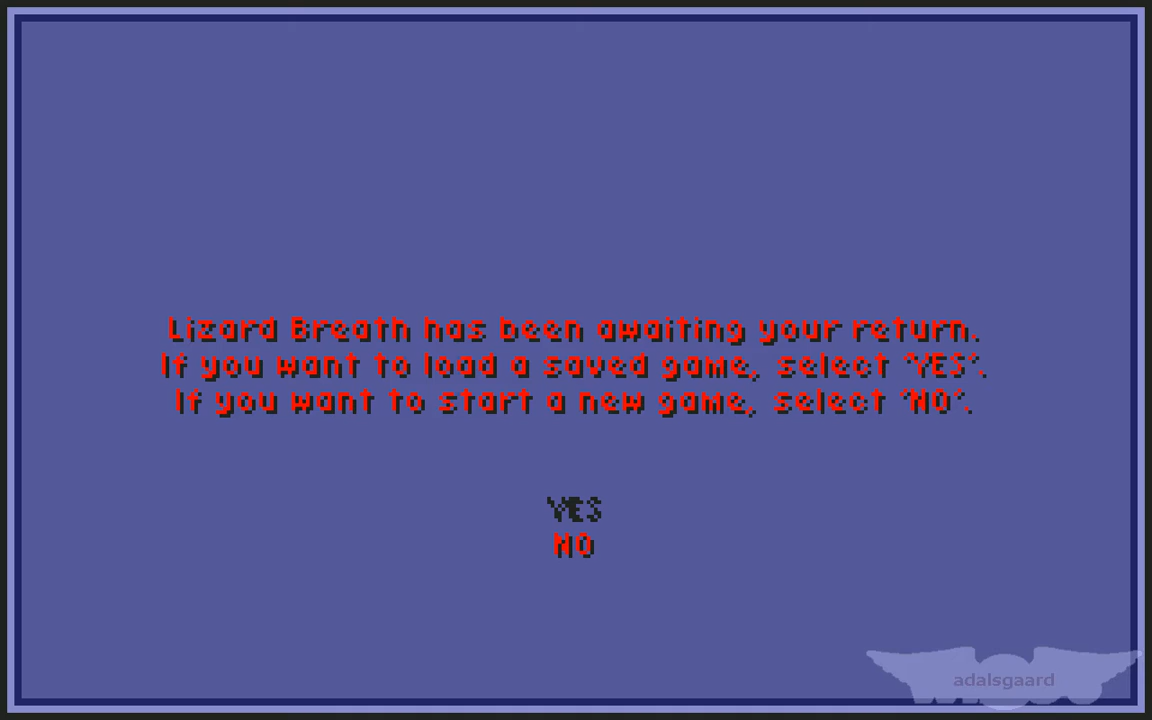 Lizard Breath has been awaiting your return.
If you want to load a saved game, select 'YES'.
If you want to start a new game, select 'NO'.
YES
NO
adalsgaard